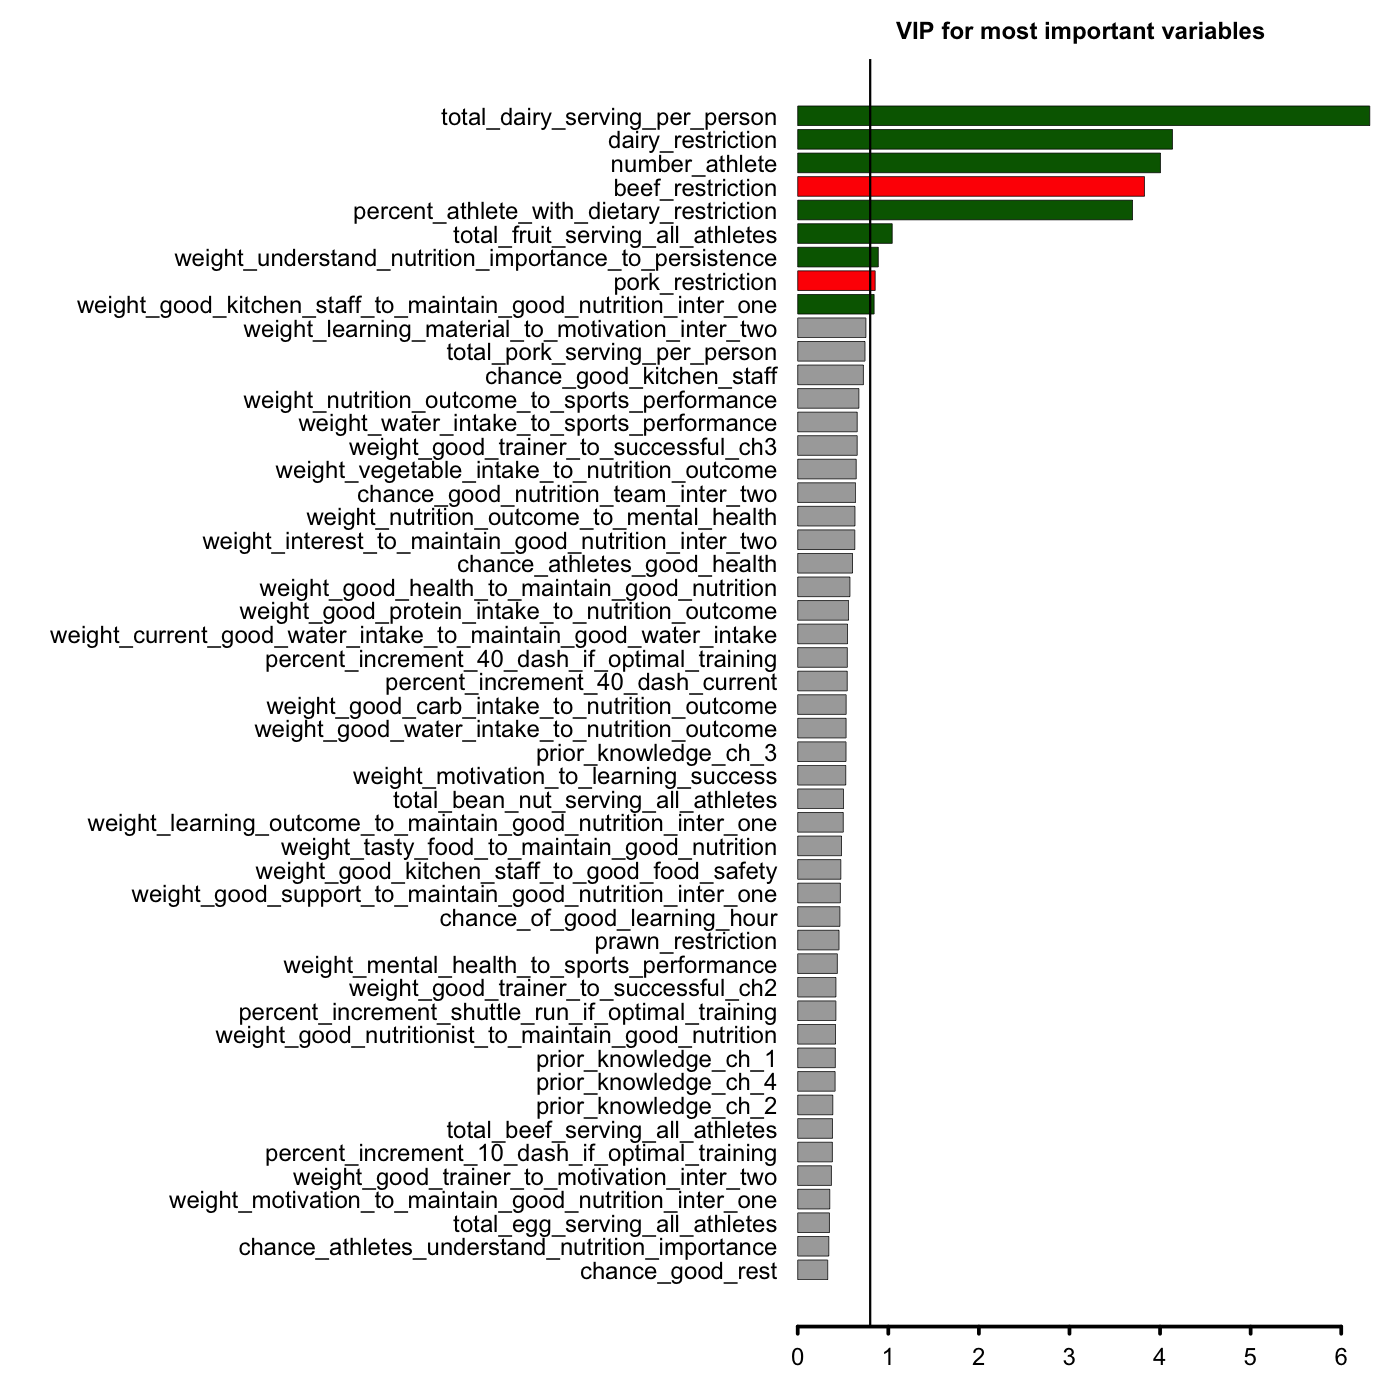 VIP for most important variables
total_dairy_serving_per_person
dairy_restriction
number_athlete
beef_restriction
percent_athlete_with_dietary_restriction
total_fruit_serving_all_athletes
weight_understand_nutrition_importance_to_persistence
pork_restriction
weight_good_kitchen_staff_to_maintain_good_nutrition_inter_one
weight_learning_material_to_motivation_inter_two
total_pork_serving_per_person
chance_good_kitchen_staff
weight_nutrition_outcome_to_sports_performance
weight_water_intake_to_sports_performance
weight_good_trainer_to_successful_ch3
weight_vegetable_intake_to_nutrition_outcome
chance_good_nutrition_team_inter_two
weight_nutrition_outcome_to_mental_health
weight_interest_to_maintain_good_nutrition_inter_two
chance_athletes_good_health
weight_good_health_to_maintain_good_nutrition
weight_good_protein_intake_to_nutrition_outcome
weight_current_good_water_intake_to_maintain_good_water_intake
percent_increment_40_dash_if_optimal_training
percent_increment_40_dash_current
weight_good_carb_intake_to_nutrition_outcome
weight_good_water_intake_to_nutrition_outcome
prior_knowledge_ch_3
weight_motivation_to_learning_success
total_bean_nut_serving_all_athletes
weight_learning_outcome_to_maintain_good_nutrition_inter_one
weight_tasty_food_to_maintain_good_nutrition
weight_good_kitchen_staff_to_good_food_safety
weight_good_support_to_maintain_good_nutrition_inter_one
chance_of_good_learning_hour
prawn_restriction
weight_mental_health_to_sports_performance
weight_good_trainer_to_successful_ch2
percent_increment_shuttle_run_if_optimal_training
weight_good_nutritionist_to_maintain_good_nutrition
prior_knowledge_ch_1
prior_knowledge_ch_4
prior_knowledge_ch_2
total_beef_serving_all_athletes
percent_increment_10_dash_if_optimal_training
weight_good_trainer_to_motivation_inter_two
weight_motivation_to_maintain_good_nutrition_inter_one
total_egg_serving_all_athletes
chance_athletes_understand_nutrition_importance
chance_good_rest
0 1 2 3 4 5 6